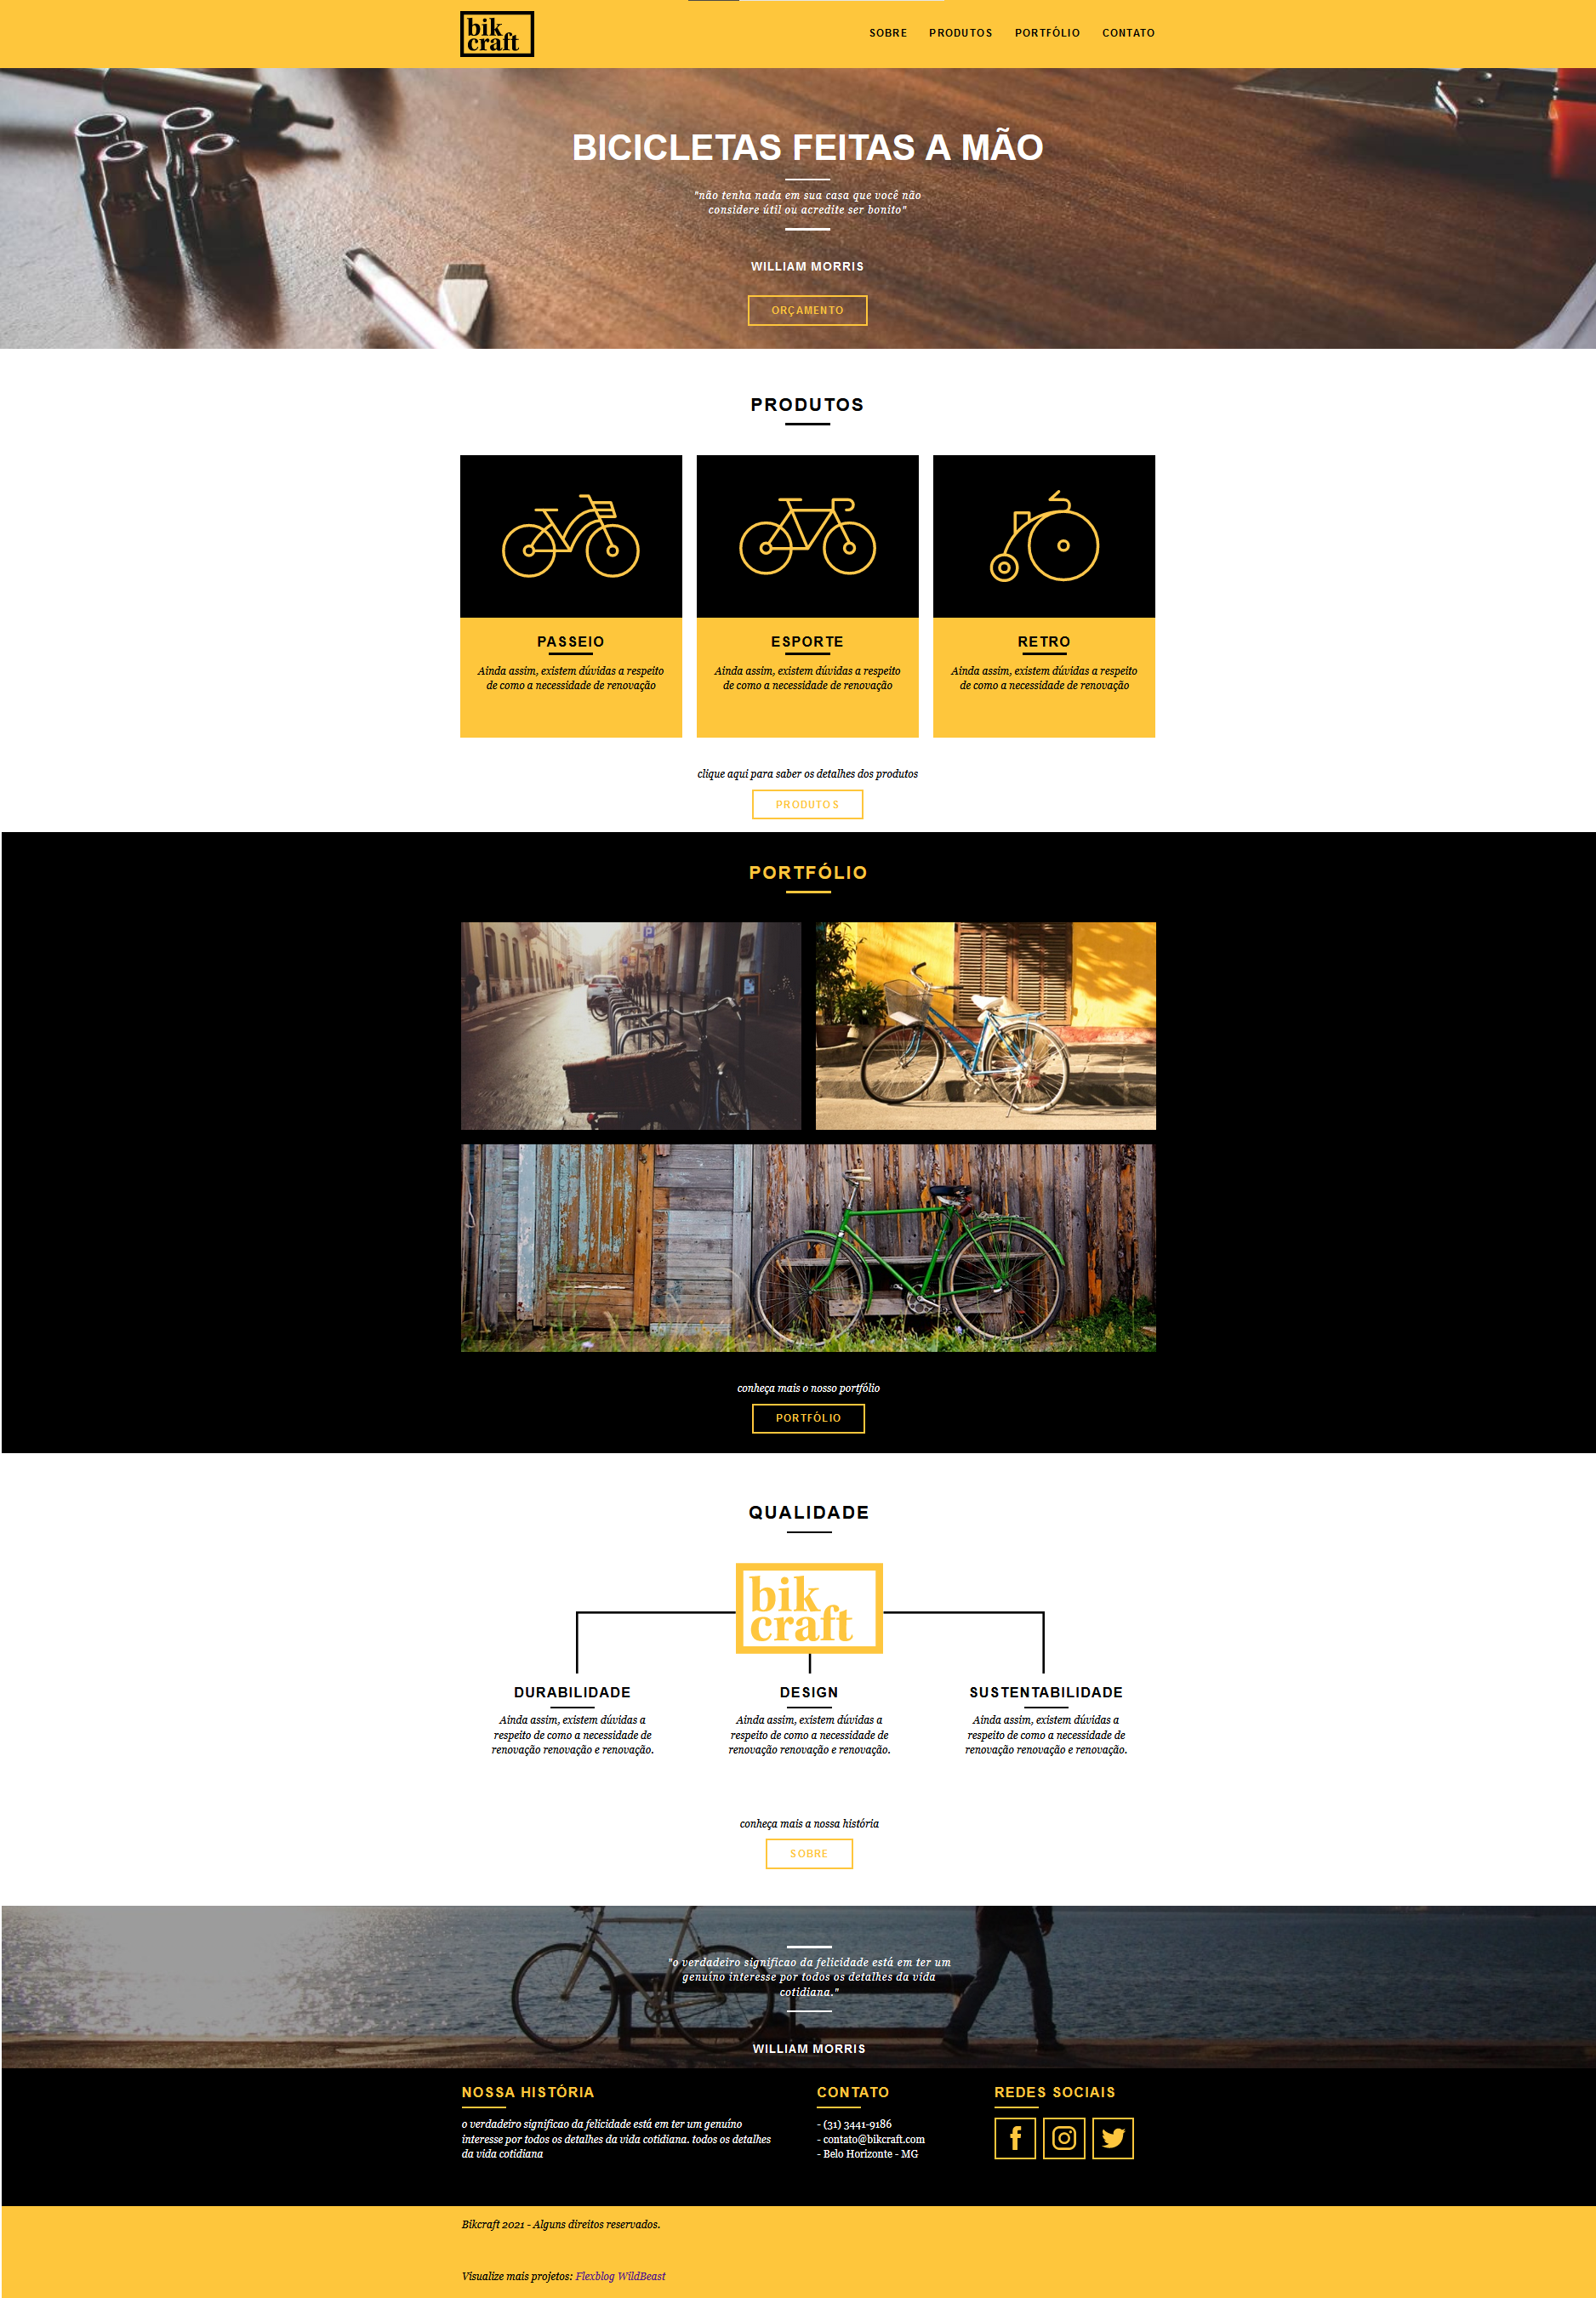 bik
craft
SOBRE PRODUTOS PORTFÓLIO CONTATO
BICICLETAS FEITAS A MÃO
"não tenha nada em sua casa que você não
considere útil ou acredite ser bonito"
WILLIAM MORRIS
ORÇAMENTO
PRODUTOS
PASSEIO
Ainda assim, existem dúvidas a respeito
de como a necessidade de renovação
ESPORTE
Ainda assim, existem dúvidas a respeito
de como a necessidade de renovação
RETRO
Ainda assim, existem dúvidas a respeito
de como a necessidade de renovação
clique aqui para saber os detalhes dos produtos
PRODUTOS
PORTFÓLIO
P
conheça mais o nosso portfólio
PORTFÓLIO
QUALIDADE
bik
craft
DURABILIDADE
Ainda assim, existem dúvidas a
respeito de como a necessidade de
renovação renovação e renovação.
DESIGN
Ainda assim, existem dúvidas a
respeito de como a necessidade de
renovação renovação e renovação.
SUSTENTABILIDADE
Ainda assim, existem dúvidas a
respeito de como a necessidade de
renovação renovação e renovação.
conheça mais a nossa história
SOBRE
"o verdadeiro significao da felicidade está em ter um
genuíno interesse por todos os detalhes da vida
cotidiana."
WILLIAM MORRIS
NOSSA HISTÓRIA
o verdadeiro significao da felicidade está em ter um genuíno
interesse por todos os detalhes da vida cotidiana. todos os detalhes
da vida cotidiana
CONTATO
- (31) 3441-9186
- contato@bikcraft.com
- Belo Horizonte - MG
REDES SOCIAIS
Bikcraft 2021 - Alguns direitos reservados.
Visualize mais projetos: Flexblog WildBeast